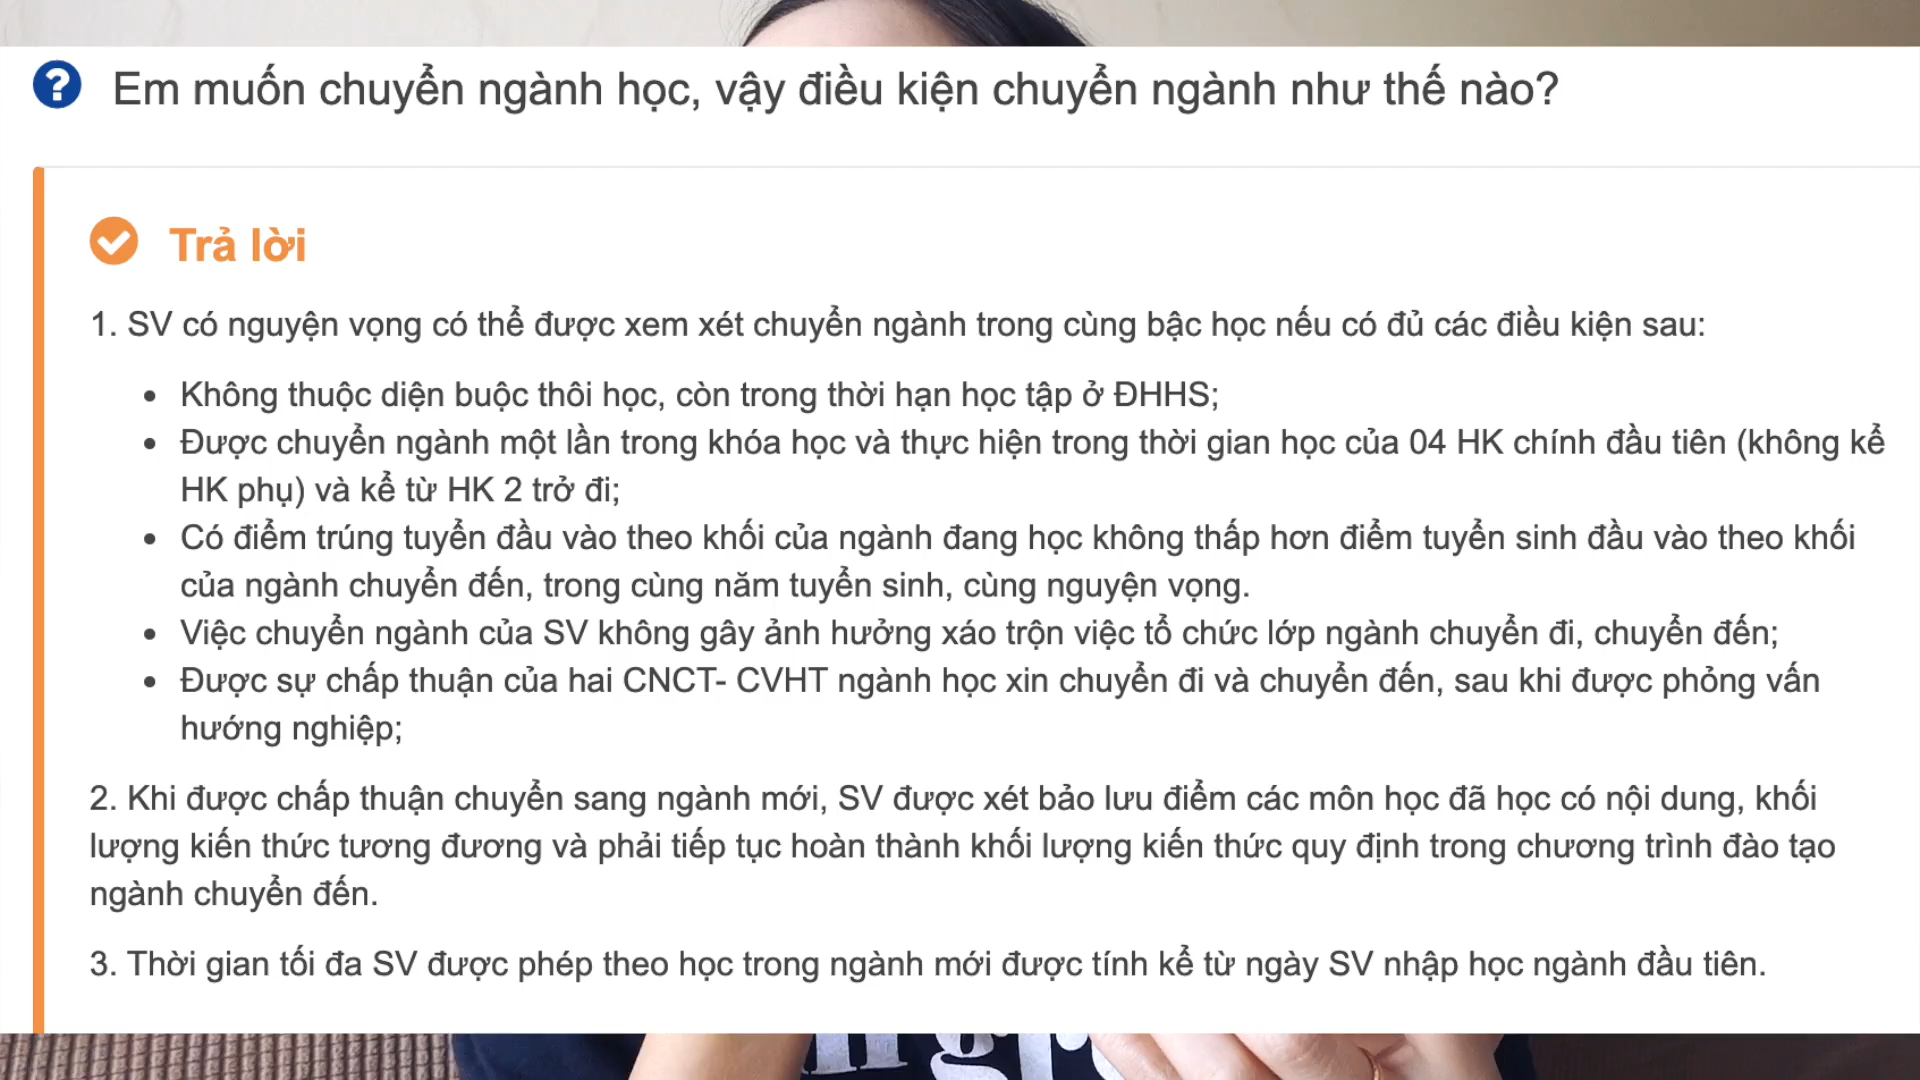 Em muốn chuyển ngành học, vậy điều kiện chuyển ngành như thế nào?
Trả lời
1. SV có nguyện vọng có thể được xem xét chuyển ngành trong cùng bậc học nếu có đủ các điều kiện sau:
• Không thuộc diện buộc thôi học, còn trong thời hạn học tập ở ĐHHS;
• Được chuyển ngành một lần trong khóa học và thực hiện trong thời gian học của 04 HK chính đầu tiên (không kể
HK phụ) và kể từ HK 2 trở đi;
• Có điểm trúng tuyển đầu vào theo khối của ngành đang học không thấp hơn điểm tuyển sinh đầu vào theo khối
của ngành chuyển đến, trong cùng năm tuyển sinh, cùng nguyện vọng.
• Việc chuyển ngành của SV không gây ảnh hưởng xáo trộn việc tổ chức lớp ngành chuyển đi, chuyển đến;
• Được sự chấp thuận của hai CNCT- CVHT ngành học xin chuyển đi và chuyển đến, sau khi được phỏng vấn
hướng nghiệp;
2. Khi được chấp thuận chuyển sang ngành mới, SV được xét bảo lưu điểm các môn học đã học có nội dung, khối
lượng kiến thức tương đương và phải tiếp tục hoàn thành khối lượng kiến thức quy định trong chương trình đào tạo
ngành chuyển đến.
3. Thời gian tối đa SV được phép theo học trong ngành mới được tính kể từ ngày SV nhập học ngành đầu tiên.